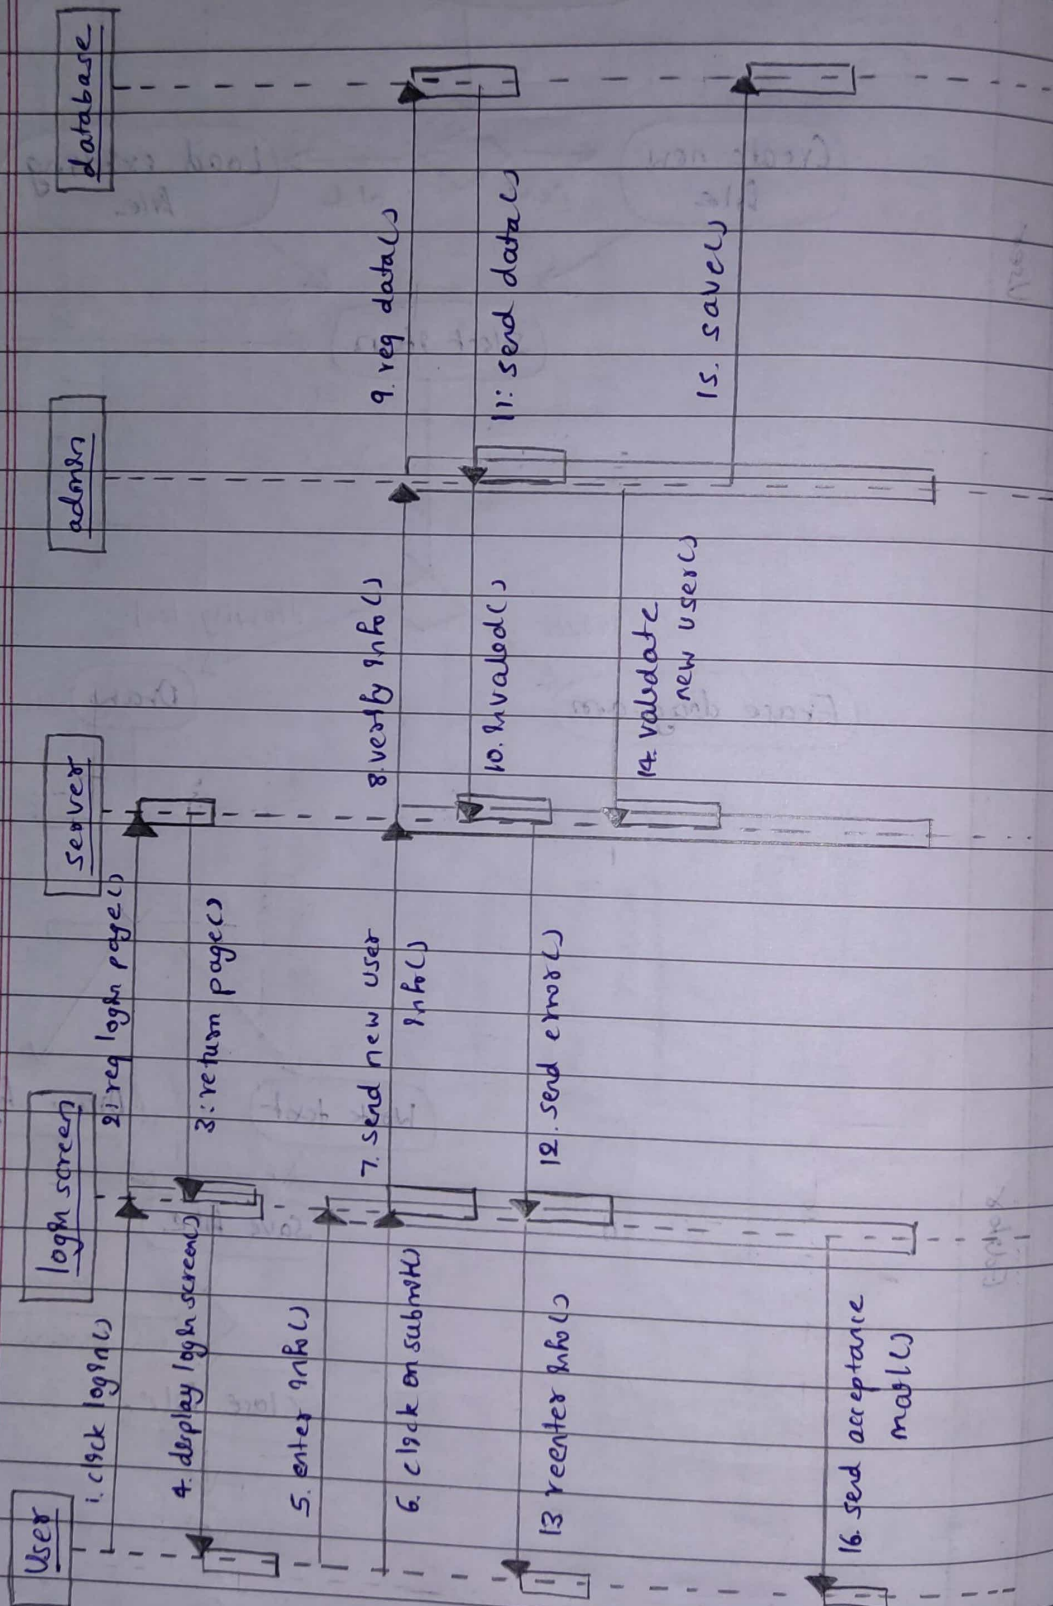 User
login screen
server
admin
database
1. click login()
2: req login page()
3: return page()
4. display login screen()
5. enter info()
6. click on submit()
7. send new user
info()
8. verify info()
9. req data()
10. invaled()
11: send data()
12. send error()
13 reenter info()
14. validate
new user()
15. save()
16. send acceptance
mail()